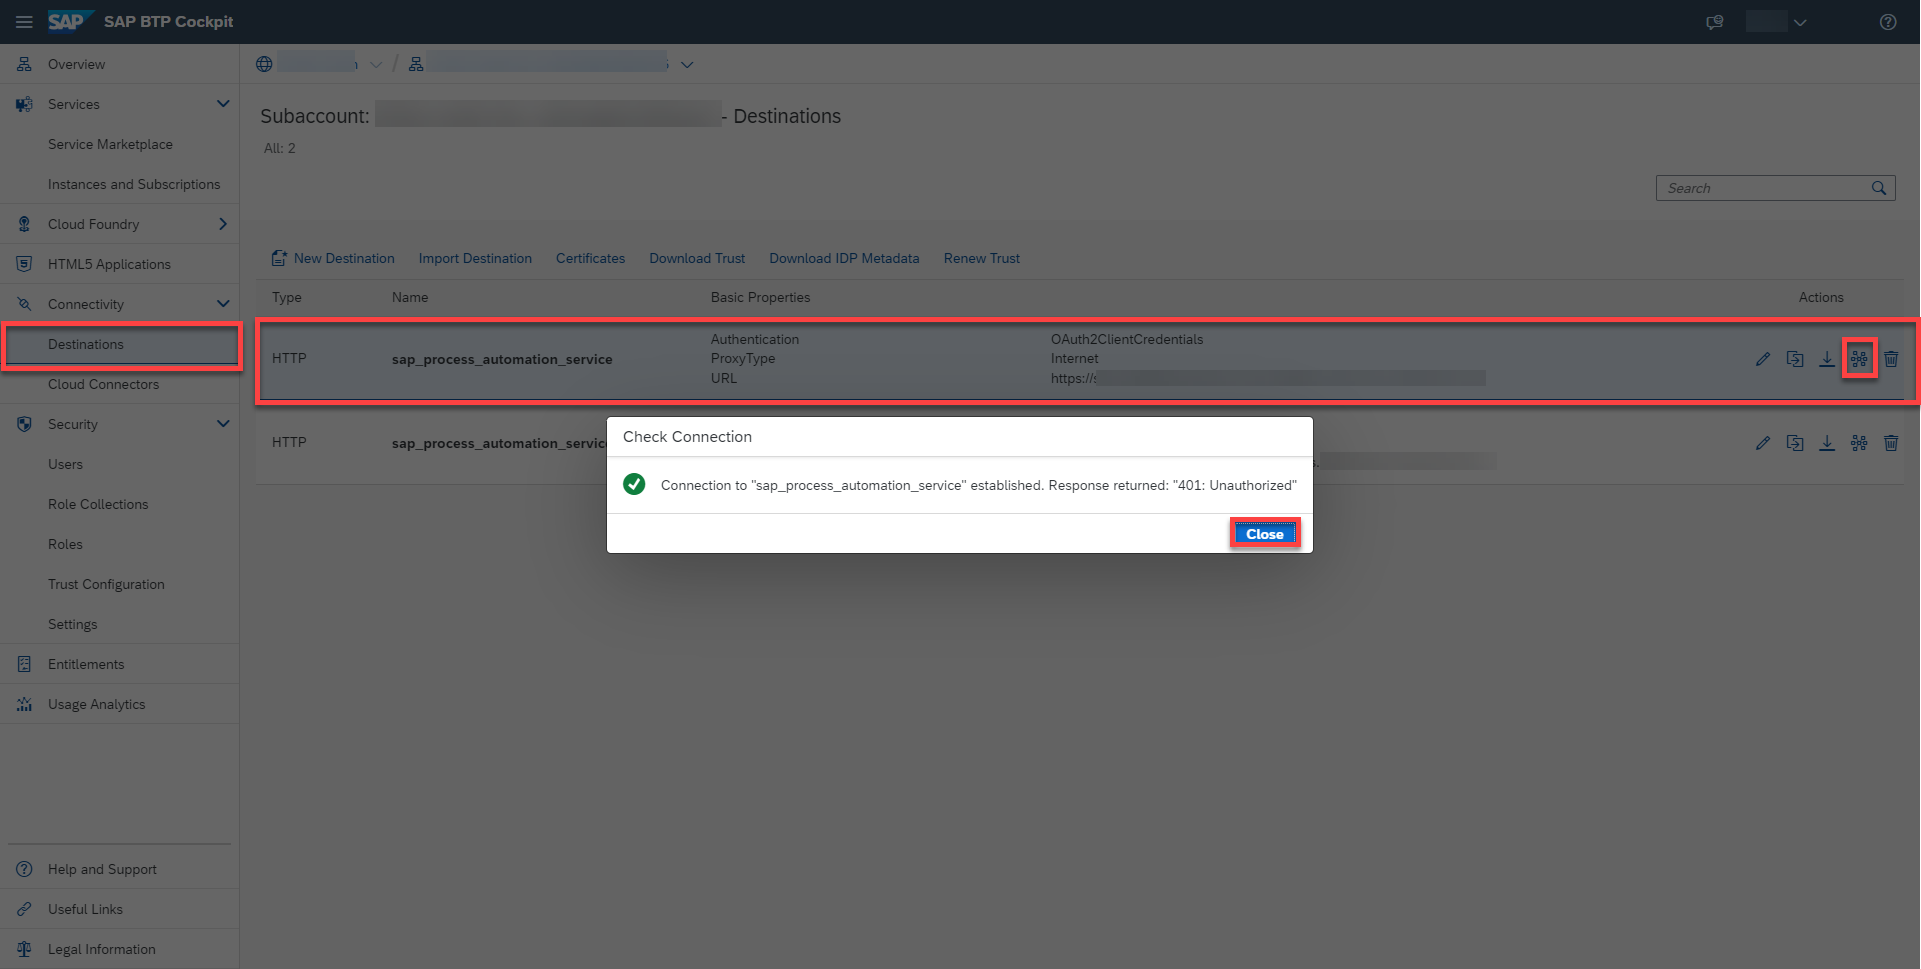 SAP SAP BTP Cockpit
Overview
Services
Service Marketplace
Instances and Subscriptions
Cloud Foundry
HTML5 Applications
Connectivity
Destinations
Cloud Connectors
Security
Users
Role Collections
Roles
Trust Configuration
Settings
Entitlements
Usage Analytics
Help and Support
Useful Links
Legal Information
/
Subaccount: - Destinations
All: 2
Search
New Destination Import Destination Certificates Download Trust Download IDP Metadata Renew Trust
Type Name Basic Properties Actions
HTTP sap_process_automation_service
Authentication OAuth2ClientCredentials
ProxyType Internet
URL https://s
HTTP sap_process_automation_service
Check Connection
Connection to "sap_process_automation_service" established. Response returned: "401: Unauthorized"
Close